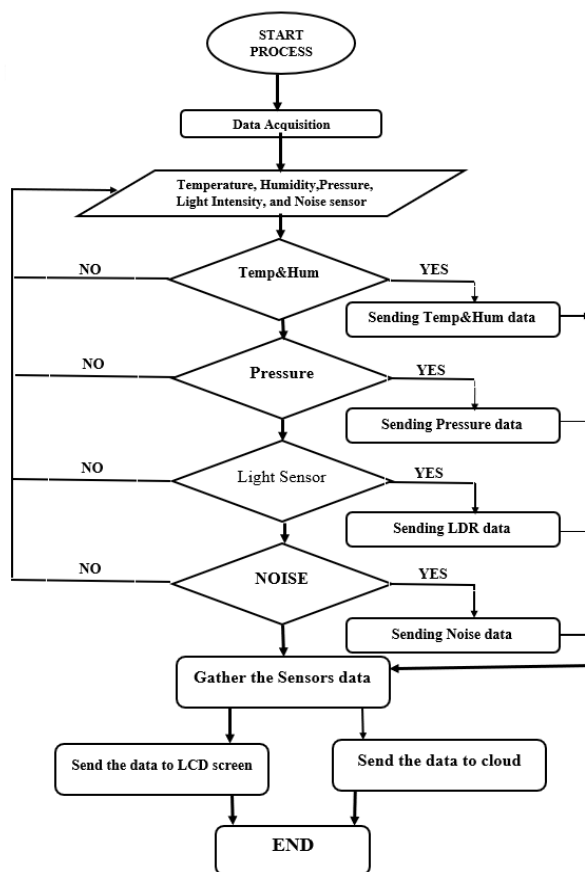 START
PROCESS
Data Acquisition
Temperature, Humidity,Pressure,
Light Intensity, and Noise sensor
NO
Temp&Hum
YES
Sending Temp&Hum data
NO
Pressure
YES
Sending Pressure data
NO
Light Sensor
YES
Sending LDR data
NO
NOISE
YES
Sending Noise data
Gather the Sensors data
Send the data to LCD screen
Send the data to cloud
END